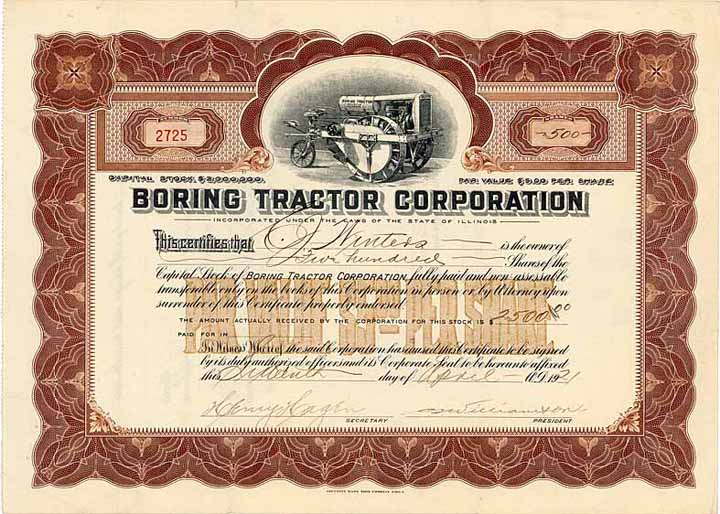 2725
500
CAPITAL STOCK $2,000,000.
PAR VALUE $5.00 PER SHARE.
BORING TRACTOR CORPORATION
INCORPORATED UNDER THE LAWS OF THE STATE OF ILLINOIS
This certifies that O J Winters is the owner of
Five hundred Shares of the
Capital Stock of BORING TRACTOR CORPORATION, fully paid and non assessable
transferable only on the books of this Corporation in person or by Attorney upon
surrender of this Certificate properly endorsed.
THE AMOUNT ACTUALLY RECEIVED BY THE CORPORATION FOR THIS STOCK IS $2500.00
PAID FOR IN
In Witness Whereof the said Corporation has caused this Certificate to be signed
by its duly authorized officers and its Corporate Seal to be hereunto affixed
this day of April A.D. 1921
Henry Hagen
SECRETARY
PRESIDENT